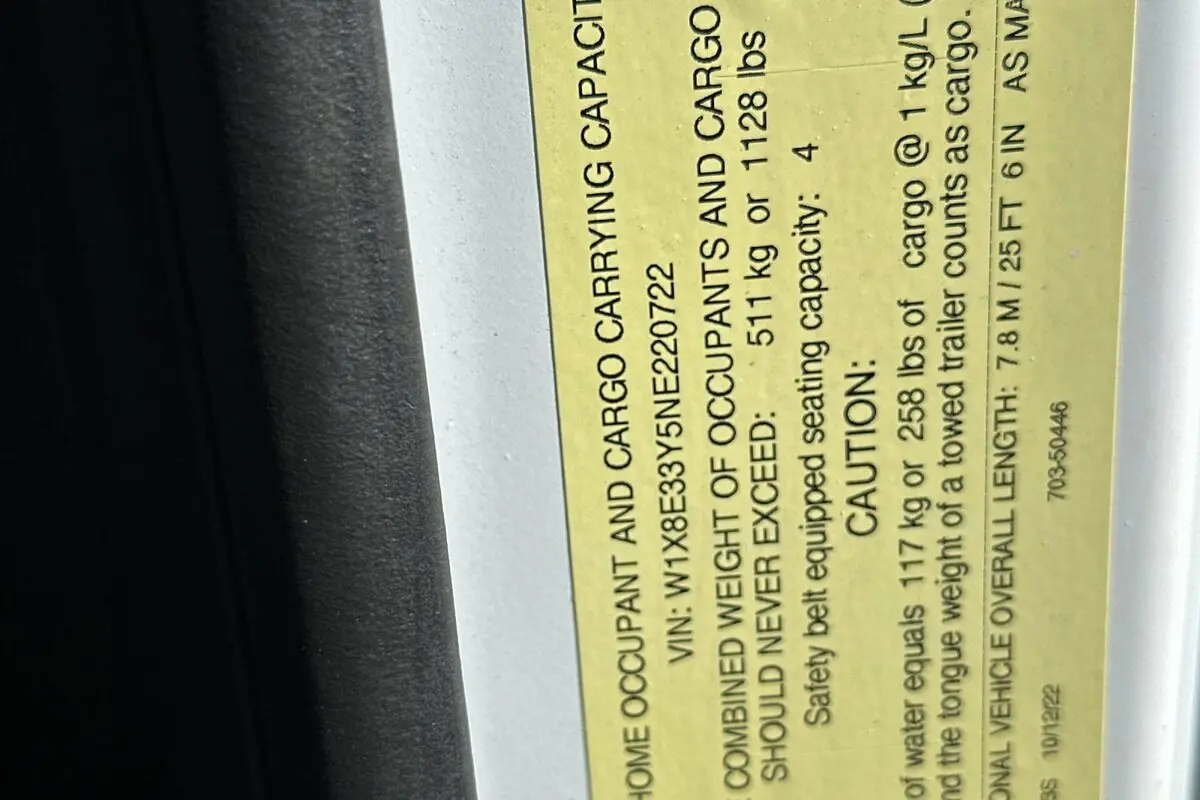 HOME OCCUPANT AND CARGO CARRYING CAPACIT
VIN: W1X8E33Y5NE220722
COMBINED WEIGHT OF OCCUPANTS AND CARGO
SHOULD NEVER EXCEED: 511 kg or 1128 lbs
Safety belt equipped seating capacity: 4
CAUTION:
of water equals 117 kg or 258 lbs of cargo @ 1 kg/L (
nd the tongue weight of a towed trailer counts as cargo.
ONAL VEHICLE OVERALL LENGTH: 7.8 M / 25 FT 6 IN AS MA
GS 10/12/22 703-50446